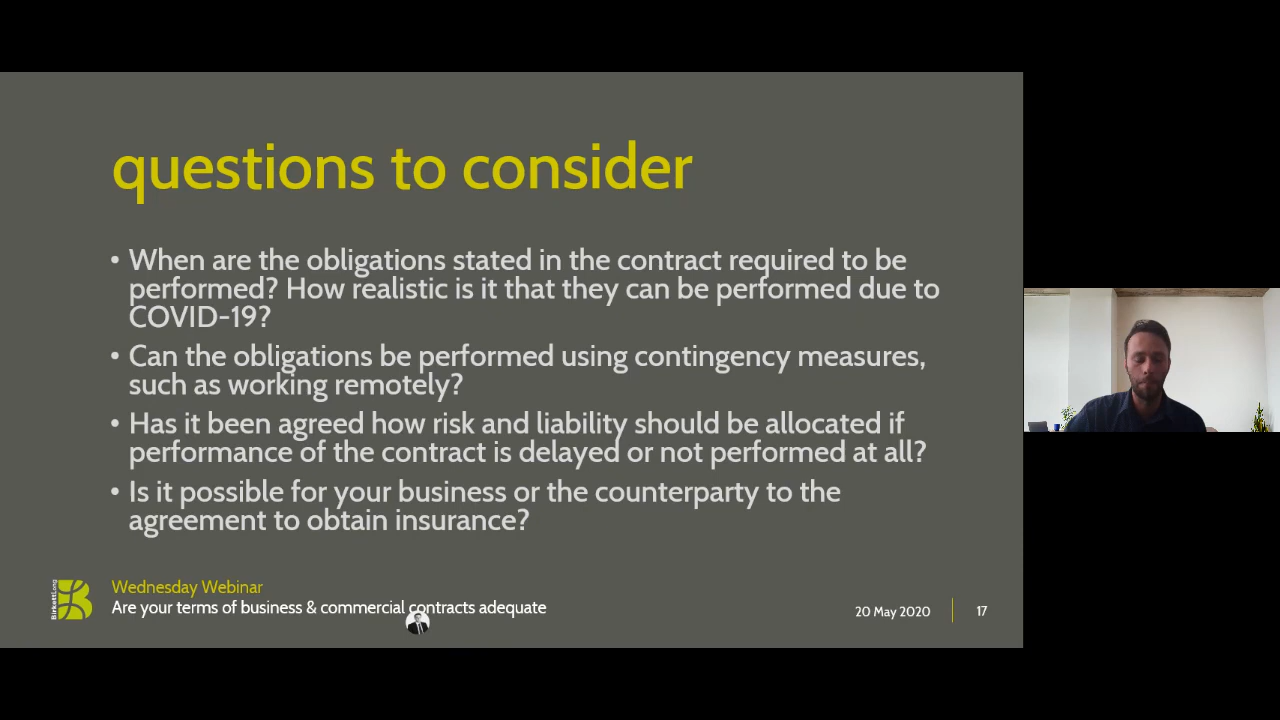 questions to consider
• When are the obligations stated in the contract required to be
performed? How realistic is it that they can be performed due to
COVID-19?
• Can the obligations be performed using contingency measures,
such as working remotely?
• Has it been agreed how risk and liability should be allocated if
performance of the contract is delayed or not performed at all?
• Is it possible for your business or the counterparty to the
agreement to obtain insurance?
BirkettLong
Wednesday Webinar
Are your terms of business & commercial contracts adequate
20 May 2020
17